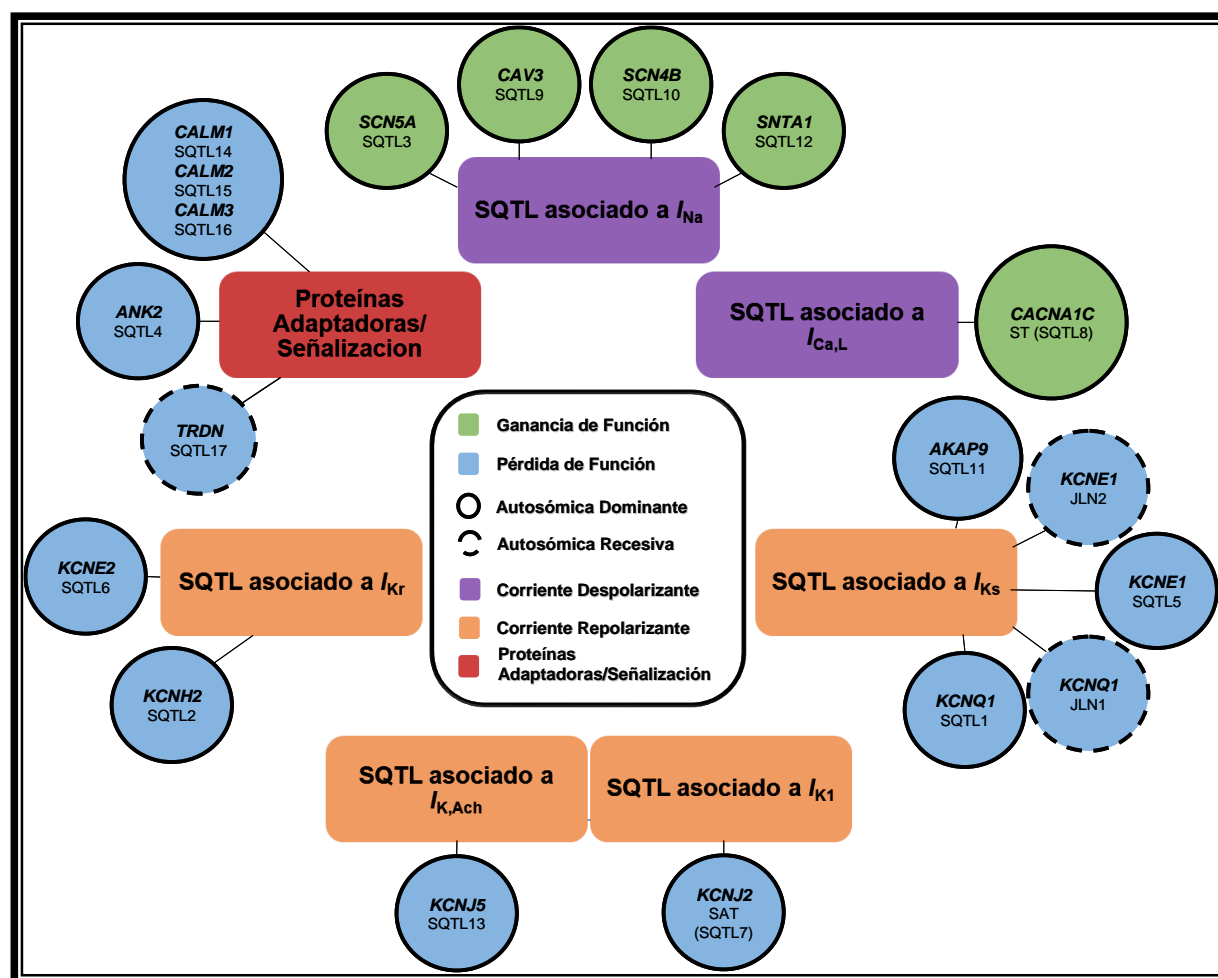 CAV3
SQTL9
SCN4B
SQTL10
SCN5A
SQTL3
SNTA1
SQTL12
CALM1
SQTL14
CALM2
SQTL15
CALM3
SQTL16
SQTL asociado a INa
ANK2
SQTL4
Proteínas
Adaptadoras/
Señalizacion
SQTL asociado a
ICa,L
CACNA1C
ST (SQTL8)
TRDN
SQTL17
Ganancia de Función
Pérdida de Función
Autosómica Dominante
Autosómica Recesiva
Corriente Despolarizante
Corriente Repolarizante
Proteínas
Adaptadoras/Señalización
AKAP9
SQTL11
KCNE1
JLN2
KCNE2
SQTL6
SQTL asociado a IKr
SQTL asociado a IKs
KCNE1
SQTL5
KCNH2
SQTL2
KCNQ1
SQTL1
KCNQ1
JLN1
SQTL asociado a
IK,Ach
SQTL asociado a IK1
KCNJ5
SQTL13
KCNJ2
SAT
(SQTL7)